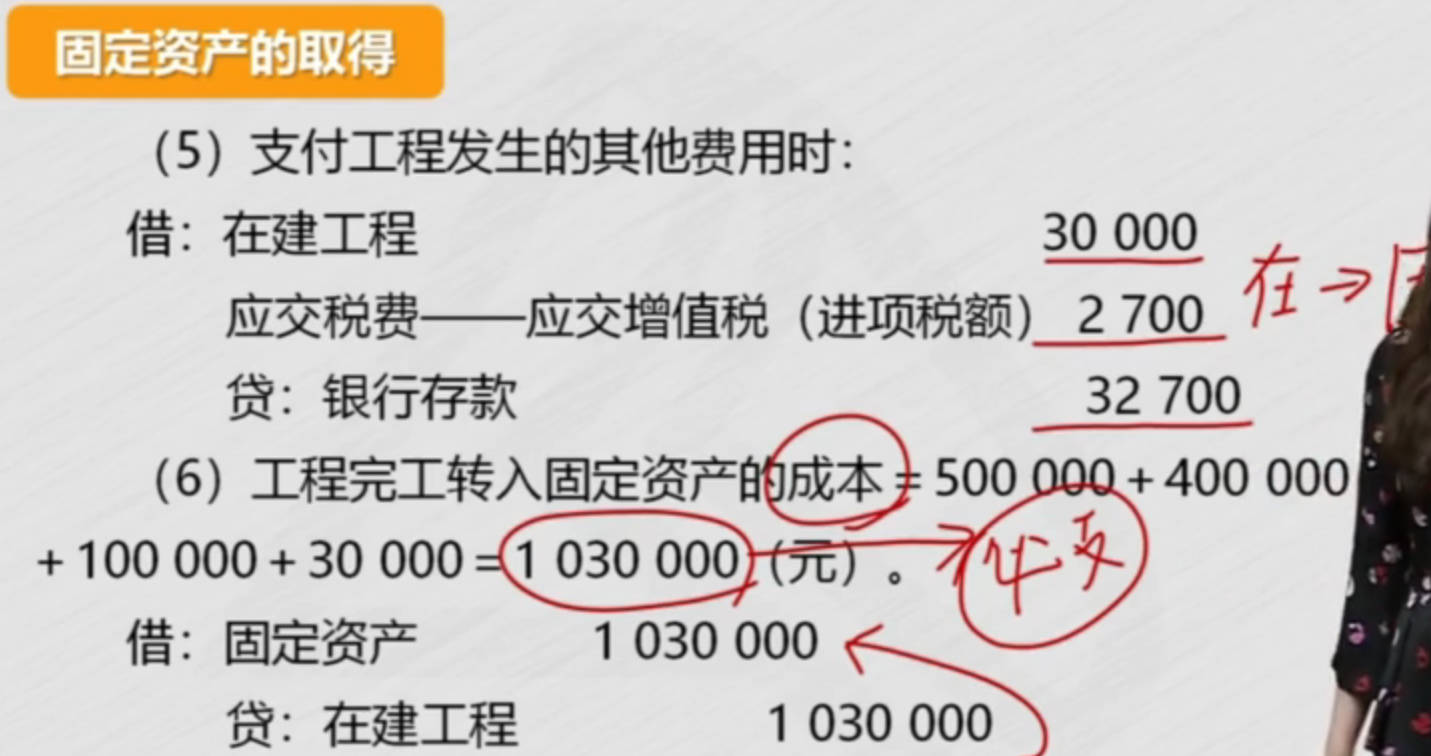 固定资产的取得
（5）支付工程发生的其他费用时：
借：在建工程 30 000
应交税费——应交增值税（进项税额） 2 700
在→固
贷：银行存款 32 700
（6）工程完工转入固定资产的成本=500 000+400 000
+100 000+30 000=1 030 000（元）。
借：固定资产 1 030 000
贷：在建工程 1 030 000